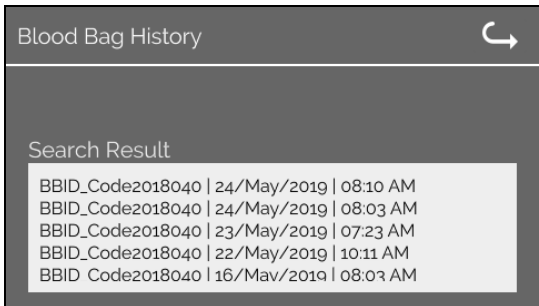 Blood Bag History
Search Result
BBID_Code2018040 | 24/May/2019 | 08:10 AM
BBID_Code2018040 | 24/May/2019 | 08:03 AM
BBID_Code2018040 | 23/May/2019 | 07:23 AM
BBID_Code2018040 | 22/May/2019 | 10:11 AM
BBID_Code2018040 | 16/May/2019 | 08:03 AM